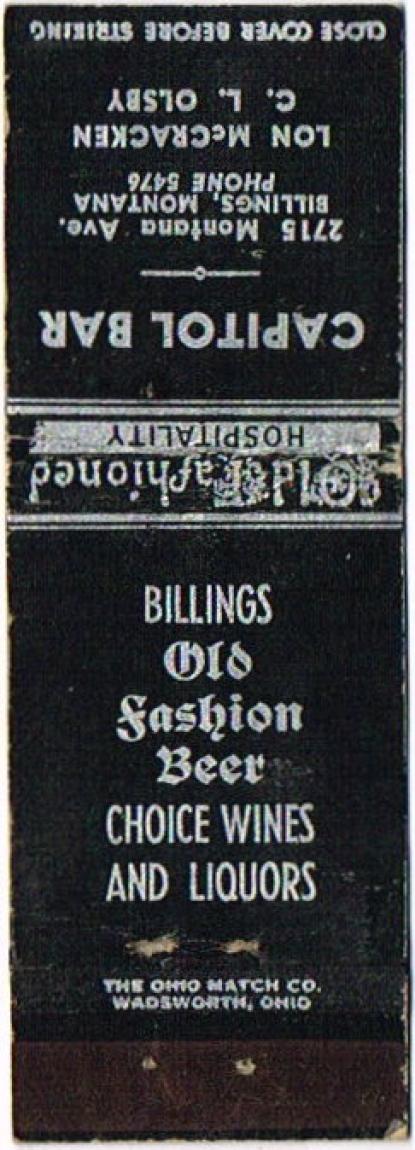 CLOSE COVER BEFORE STRIKING
LON McCRACKEN
C. L. OLSBY
CAPITOL BAR
2715 Montana Ave.
BILLINGS, MONTANA
PHONE 5476
Old Fashioned
HOSPITALITY
BILLINGS
Old
Fashion
Beer
CHOICE WINES
AND LIQUORS
THE OHIO MATCH CO.
WADSWORTH, OHIO